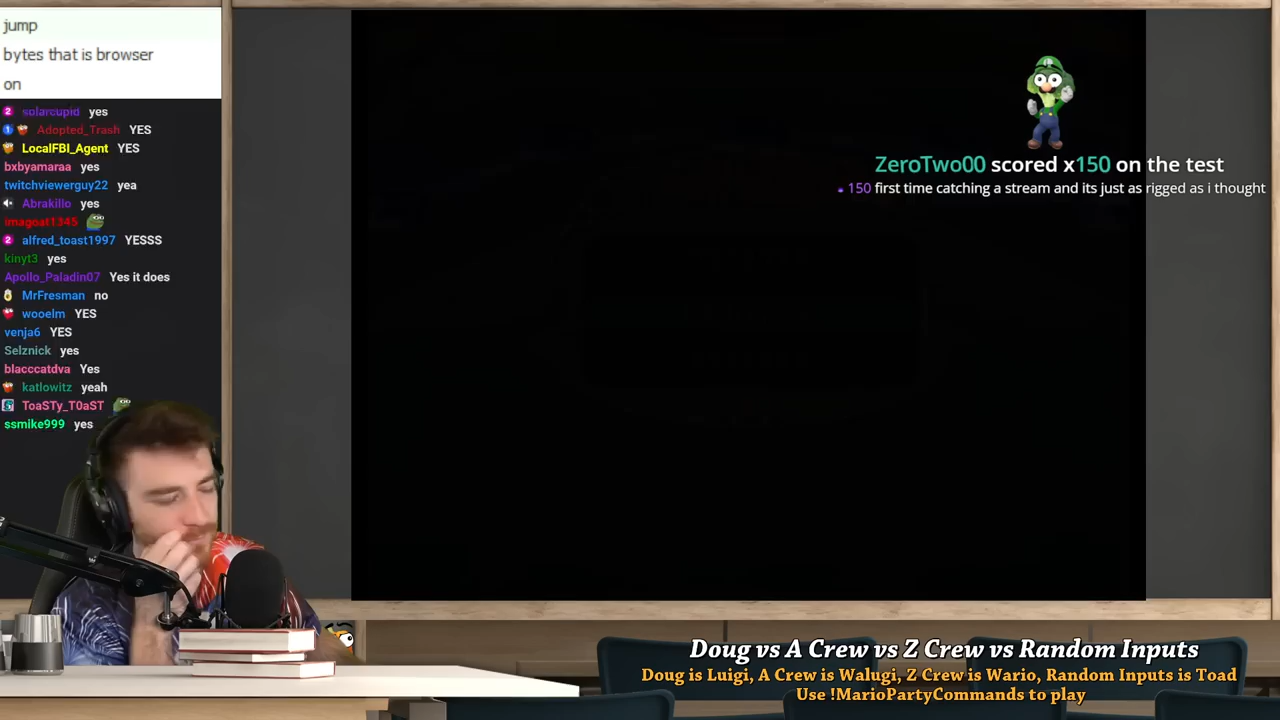 jump
bytes that is browser
on
2 solarcupid yes
1 Adopted_Trash YES
LocalFBI_Agent YES
bxbyamaraa yes
twitchviewerguy22 yea
Abrakillo yes
imagoat1345
2 alfred_toast1997 YESSS
kinyt3 yes
Apollo_Paladin07 Yes it does
MrFresman no
wooelm YES
venja6 YES
Selznick yes
blacccatdva Yes
katlowitz yeah
ToaSTy_T0aST
ssmike999 yes
ZeroTwo00 scored x150 on the test
150 first time catching a stream and its just as rigged as i thought
Doug vs A Crew vs Z Crew vs Random Inputs
Doug is Luigi, A Crew is Walugi, Z Crew is Wario, Random Inputs is Toad
Use !MarioPartyCommands to play